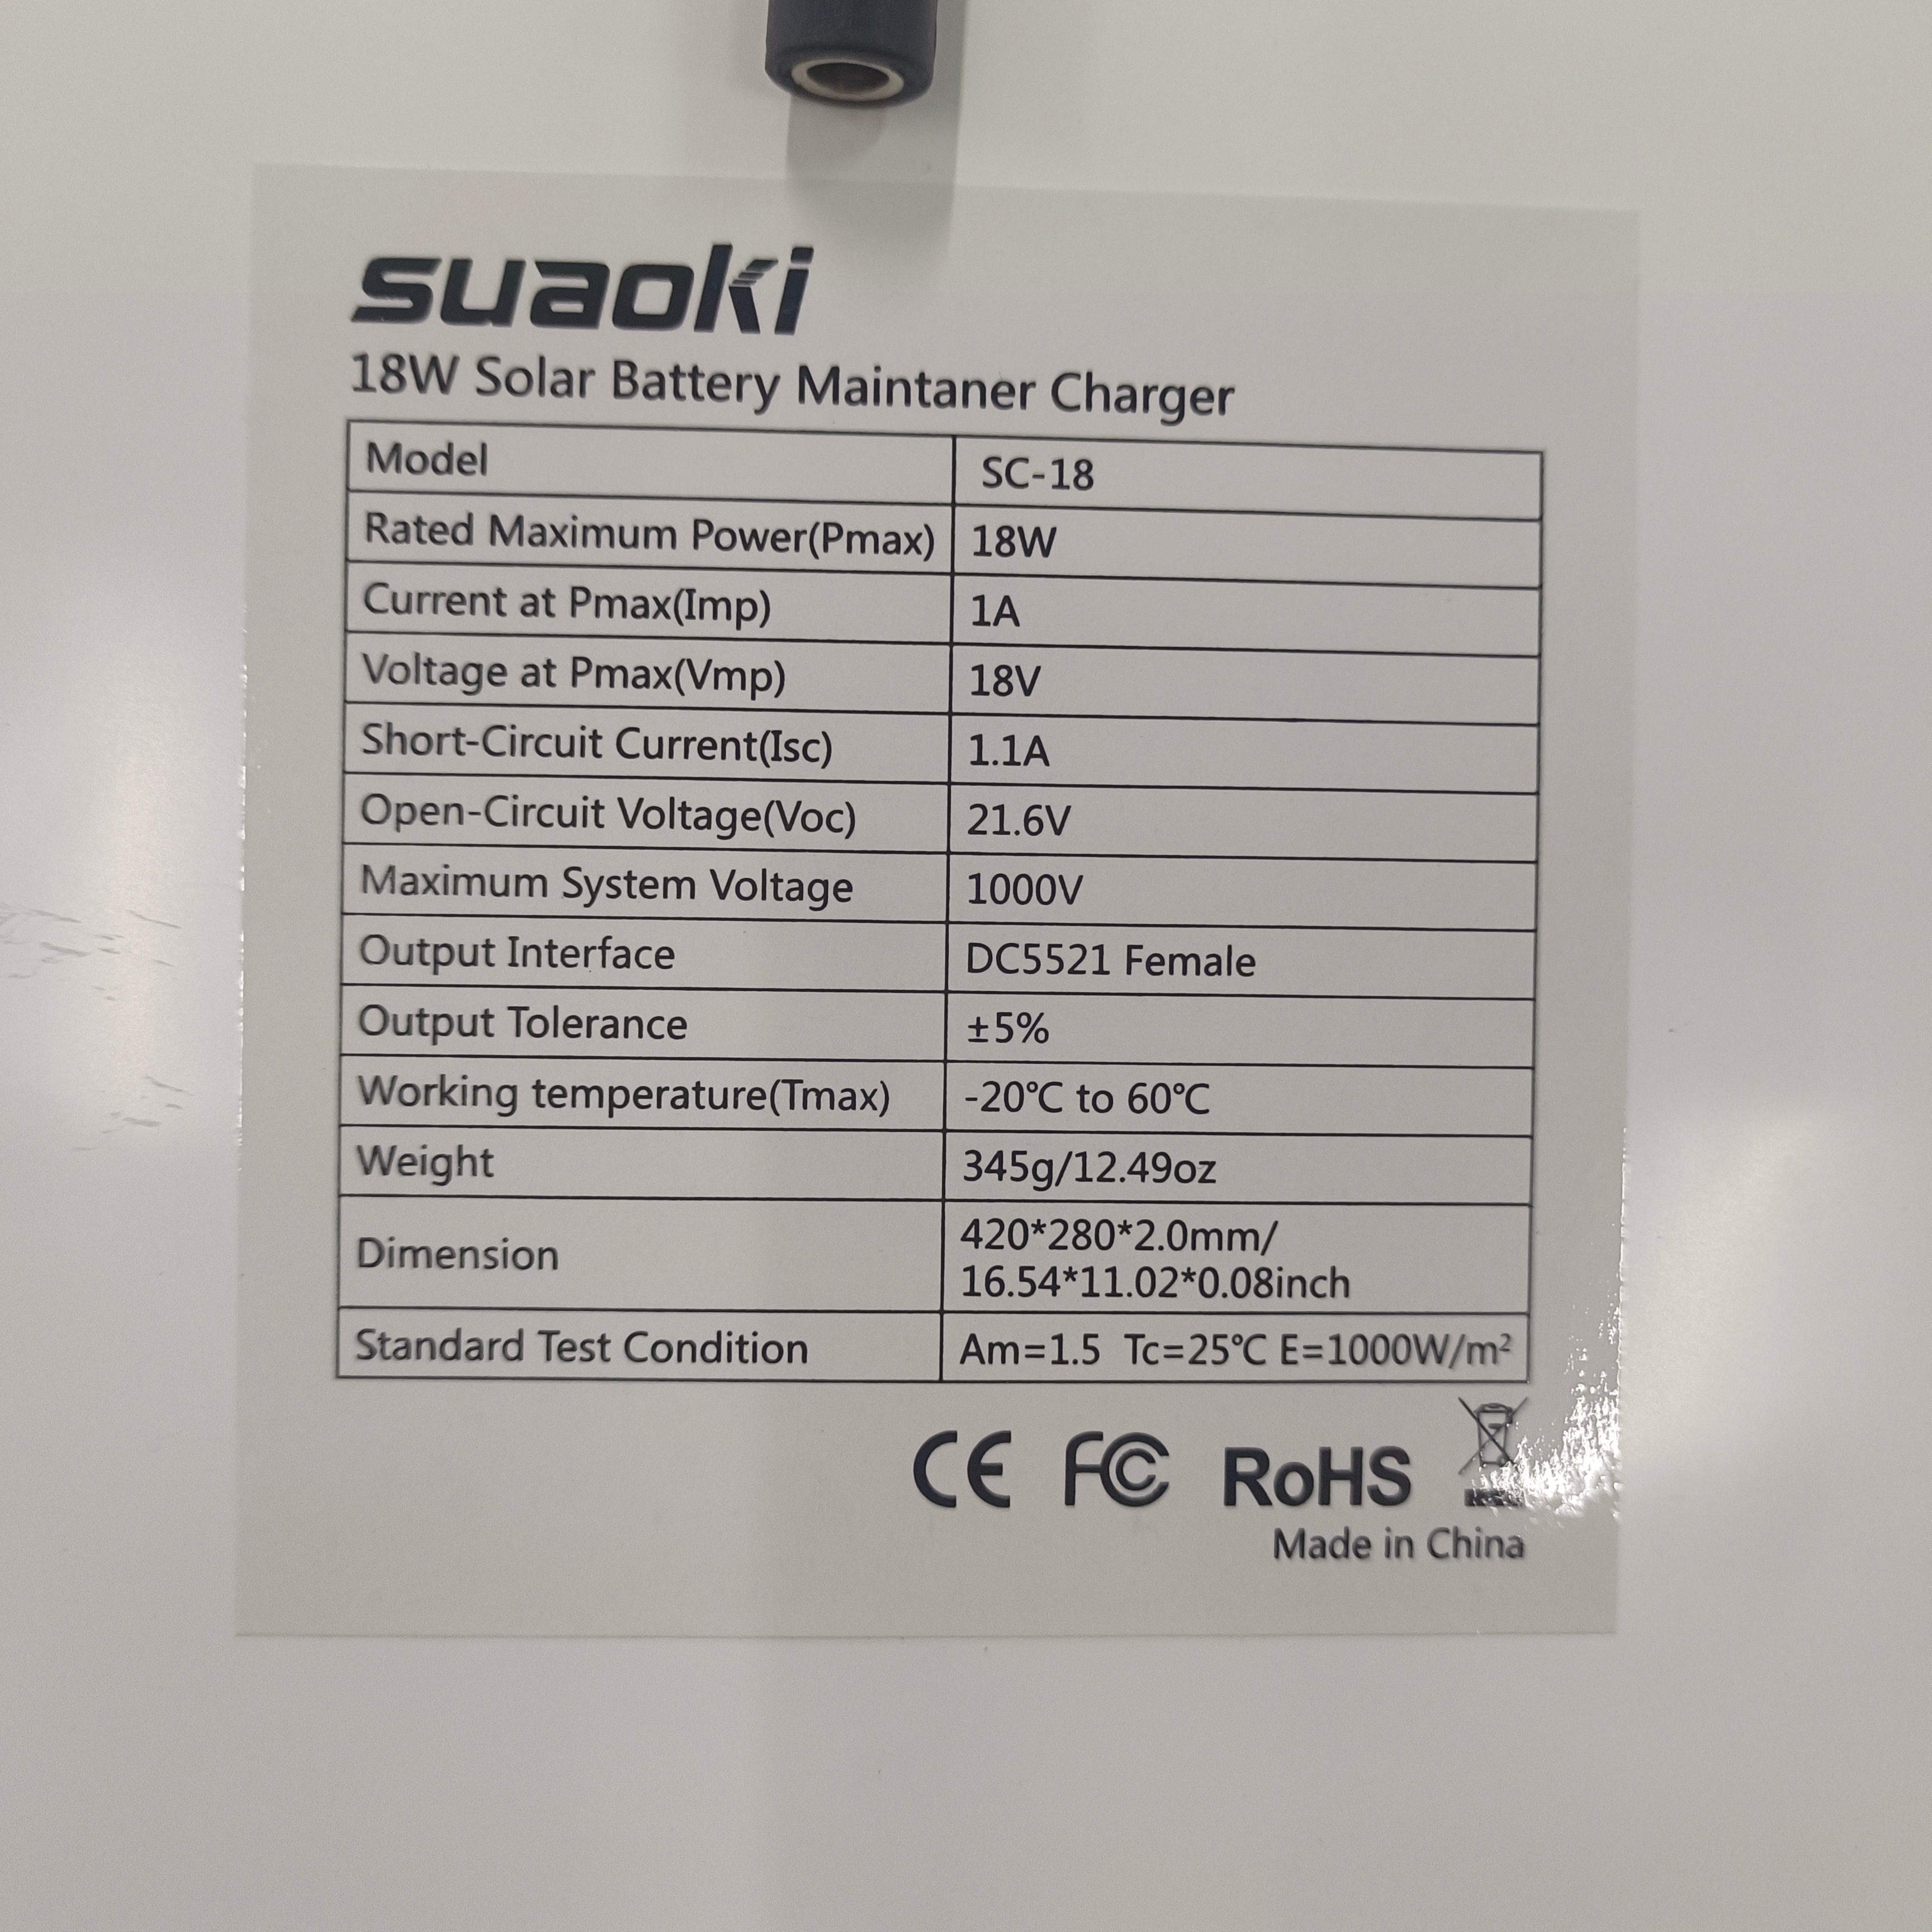 suaoki
18W Solar Battery Maintaner Charger
Model SC-18
Rated Maximum Power(Pmax) 18W
Current at Pmax(Imp) 1A
Voltage at Pmax(Vmp) 18V
Short-Circuit Current(Isc) 1.1A
Open-Circuit Voltage(Voc) 21.6V
Maximum System Voltage 1000V
Output Interface DC5521 Female
Output Tolerance ±5%
Working temperature(Tmax) -20℃ to 60℃
Weight 345g/12.49oz
Dimension 420*280*2.0mm/
16.54*11.02*0.08inch
Standard Test Condition Am=1.5 Tc=25℃ E=1000W/m²
CE FC RoHS
Made in China